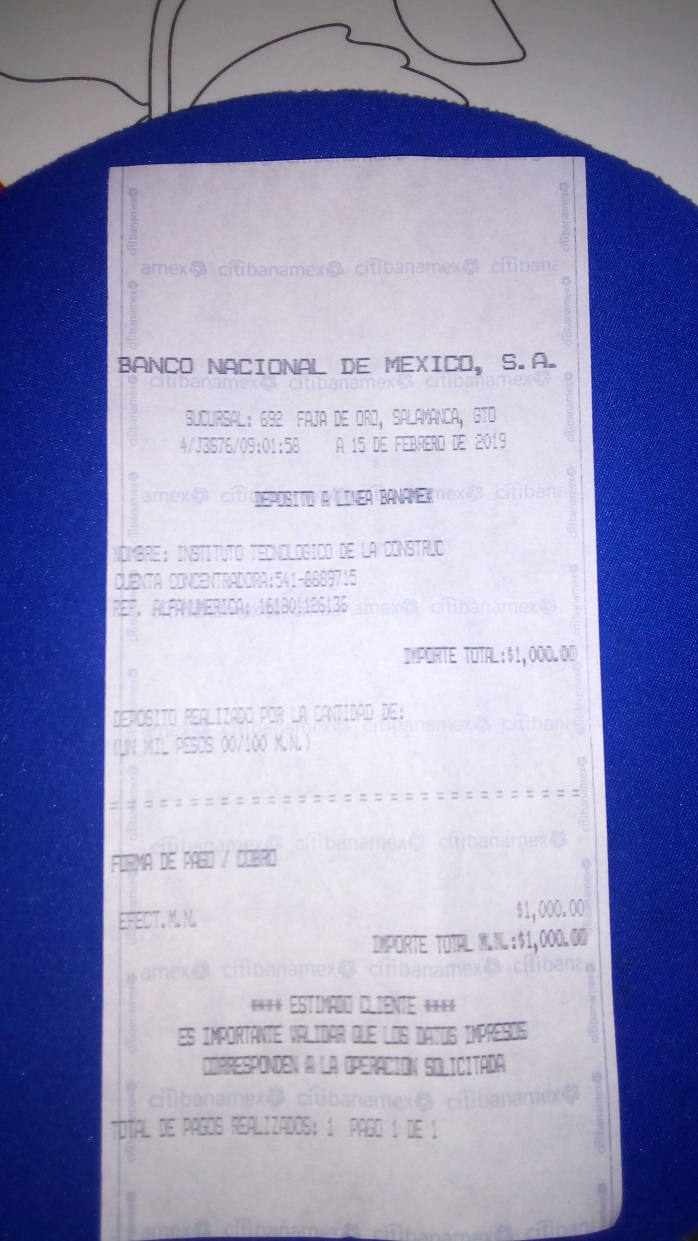 BANCO NACIONAL DE MEXICO, S.A.
SUCURSAL: 692 FAJA DE ORO, SALAMANCA, GTO
4/J3576/09:01:58 A 15 DE FEBRERO DE 2019
DEPOSITO A LINEA BANAMEX
NOMBRE: INSTITUTO TECNOLOGICO DE LA CONSTRUC
CUENTA CONCENTRADORA:541-8889715
REF. ALFANUMERICA: 161801126136
IMPORTE TOTAL:$1,000.00
DEPOSITO REALIZADO POR LA CANTIDAD DE:
(UN MIL PESOS 00/100 M.N.)
FORMA DE PAGO / COBRO
EFECT.M.N. $1,000.00
IMPORTE TOTAL M.N.:$1,000.00
**** ESTIMADO CLIENTE ****
ES IMPORTANTE VALIDAR QUE LOS DATOS IMPRESOS
CORRESPONDEN A LA OPERACION SOLICITADA
TOTAL DE PAGOS REALIZADOS: 1 PAGO 1 DE 1
citibanamex